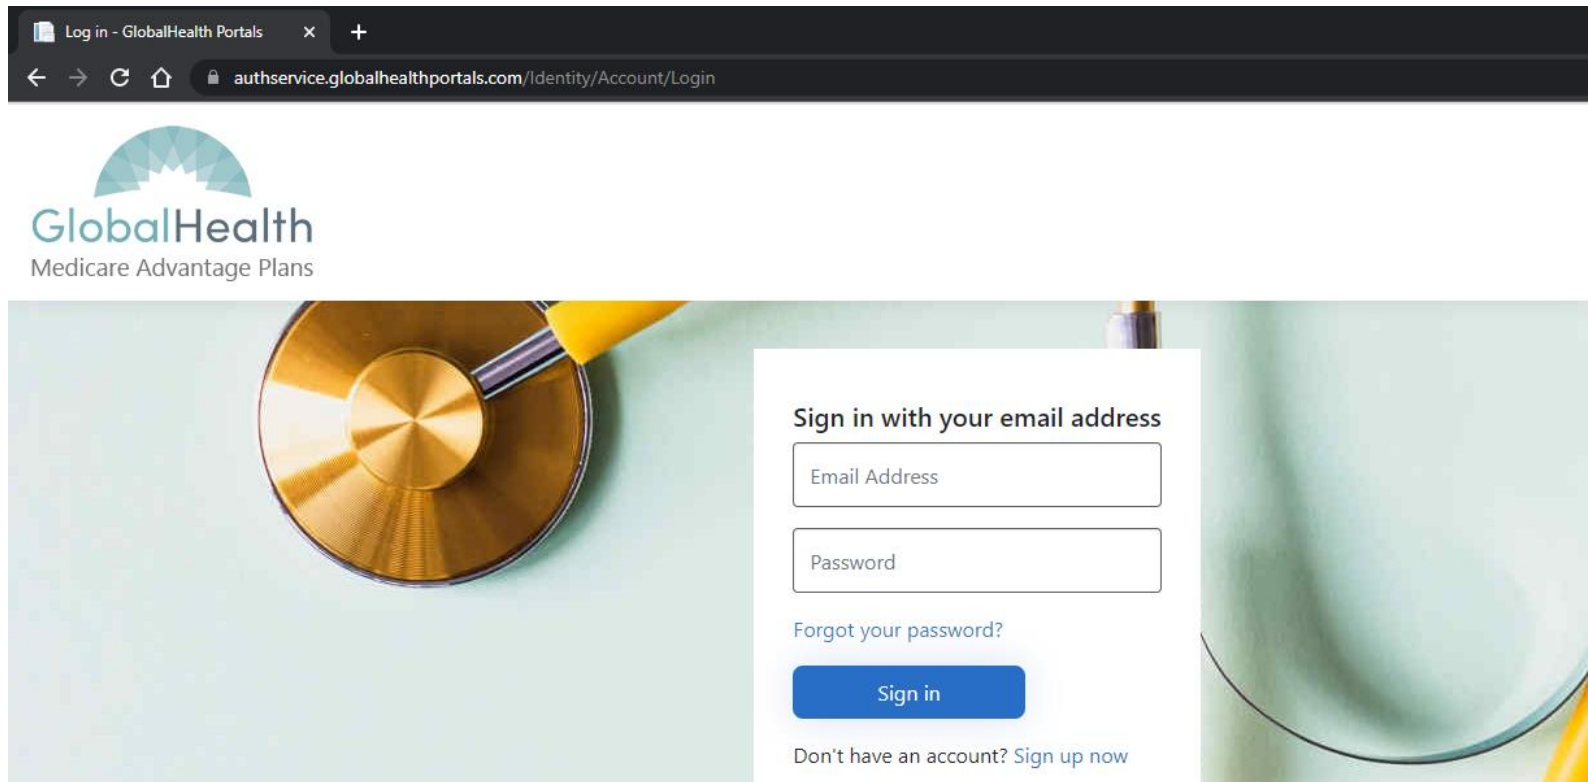 Log in - GlobalHealth Portals
authservice.globalhealthportals.com/Identity/Account/Login
GlobalHealth
Medicare Advantage Plans
Sign in with your email address
Email Address
Password
Forgot your password?
Sign in
Don't have an account? Sign up now